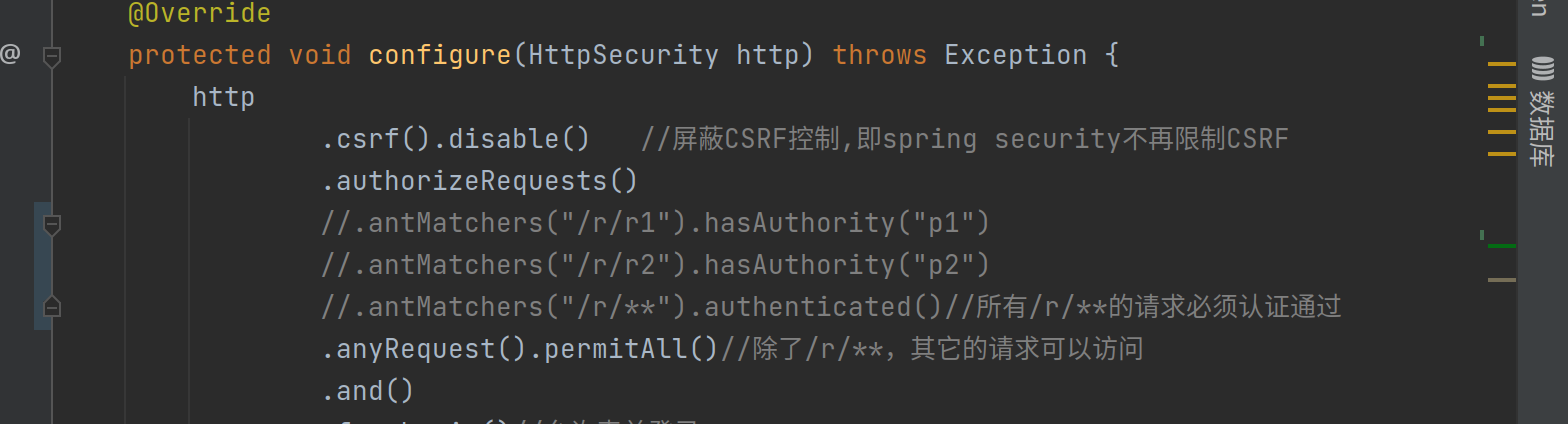 @Override
protected void configure(HttpSecurity http) throws Exception {
http
.csrf().disable()   //屏蔽CSRF控制,即spring security不再限制CSRF
.authorizeRequests()
//.antMatchers("/r/r1").hasAuthority("p1")
//.antMatchers("/r/r2").hasAuthority("p2")
//.antMatchers("/r/**").authenticated()//所有/r/**的请求必须认证通过
.anyRequest().permitAll()//除了/r/**，其它的请求可以访问
.and()
@
数据库